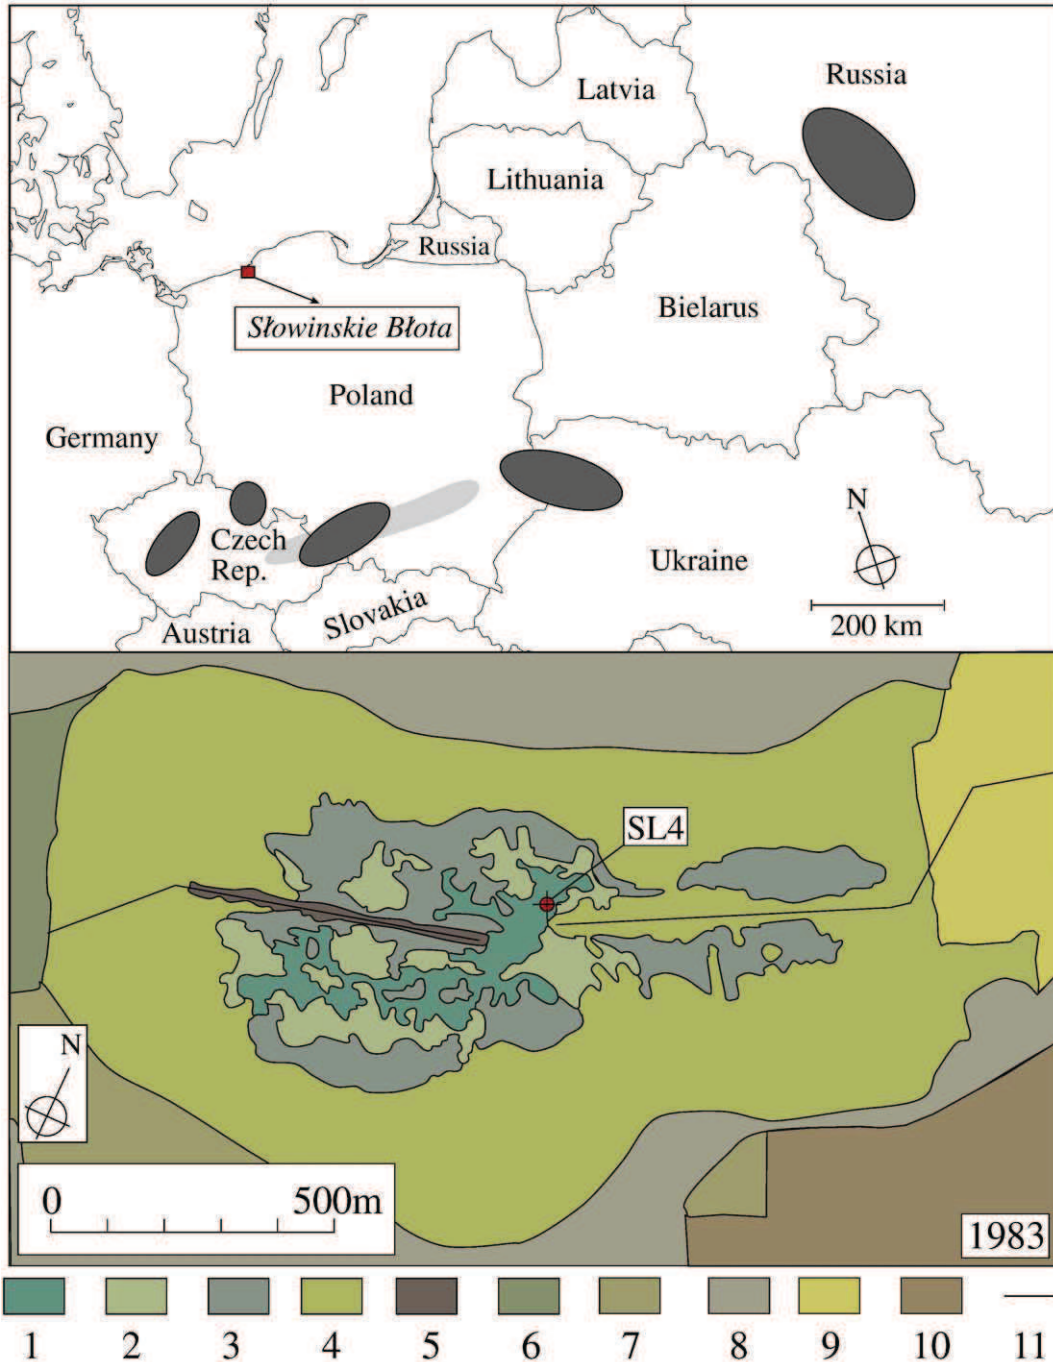 Latvia
Russia
Lithuania
Russia
Słowinskie Błota
Bielarus
Poland
Germany
N
Czech
Rep.
Ukraine
Slovakia
Austria
200 km
SL4
N
0 500m
1983
1 2 3 4 5 6 7 8 9 10 11